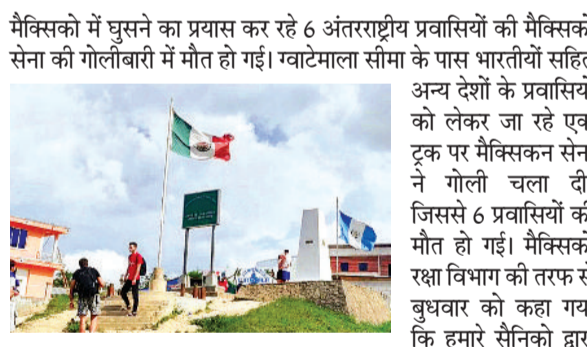 मैक्सिको में घुसने का प्रयास कर रहे 6 अंतरराष्ट्रीय प्रवासियों की मैक्सिको
सेना की गोलीबारी में मौत हो गई। ग्वाटेमाला सीमा के पास भारतीयों सहित
अन्य देशों के प्रवासियों
को लेकर जा रहे एक
ट्रक पर मैक्सिकन सेना
ने गोली चला दी
जिससे 6 प्रवासियों की
मौत हो गई। मैक्सिको
रक्षा विभाग की तरफ से
बुधवार को कहा गया
कि हमारे सैनिको द्वारा